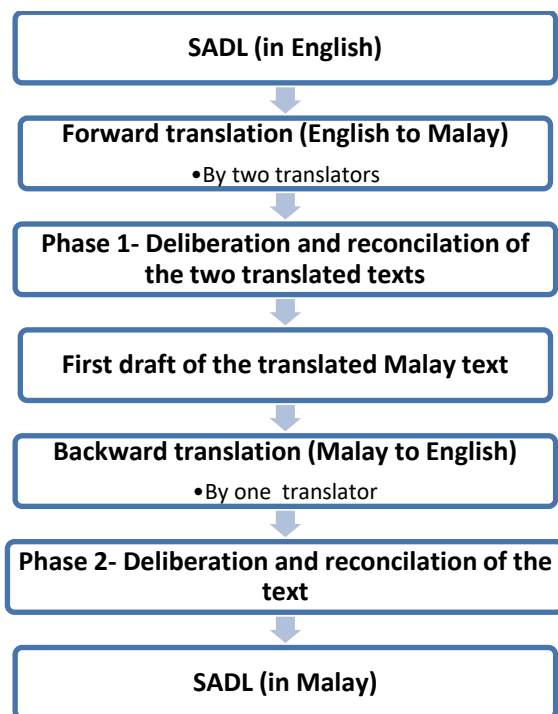 SADL (in English)
Forward translation (English to Malay)
•By two translators
Phase 1- Deliberation and reconcilation of
the two translated texts
First draft of the translated Malay text
Backward translation (Malay to English)
•By one translator
Phase 2- Deliberation and reconcilation of the
text
SADL (in Malay)